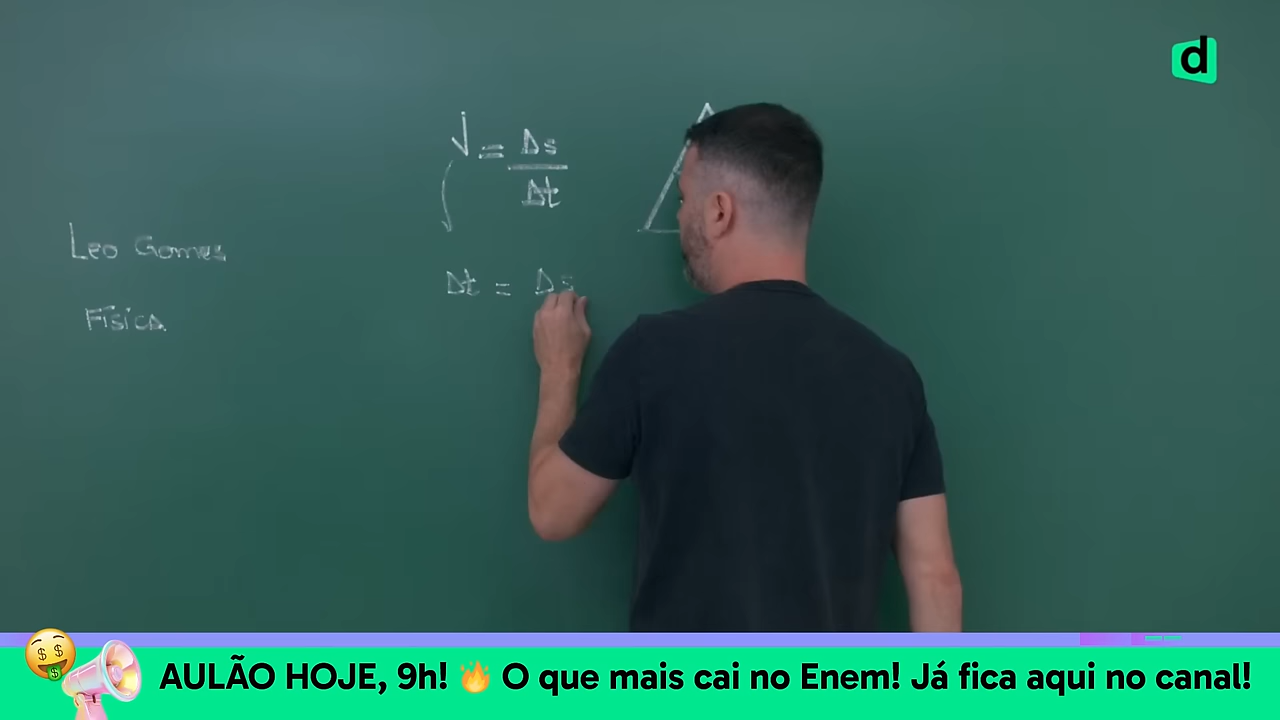 d
V = Δs
Δt
Leo Gomes
Δt = Δs
Física
AULÃO HOJE, 9h! 🔥 O que mais cai no Enem! Já fica aqui no canal!